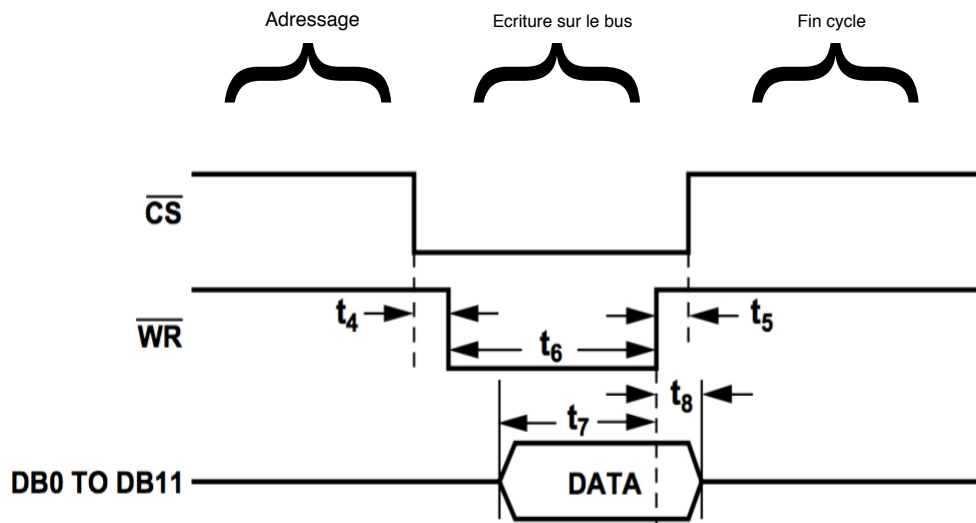 Adressage
Ecriture sur le bus
Fin cycle
CS
t4
t5
WR
t6
t8
t7
DB0 TO DB11
DATA